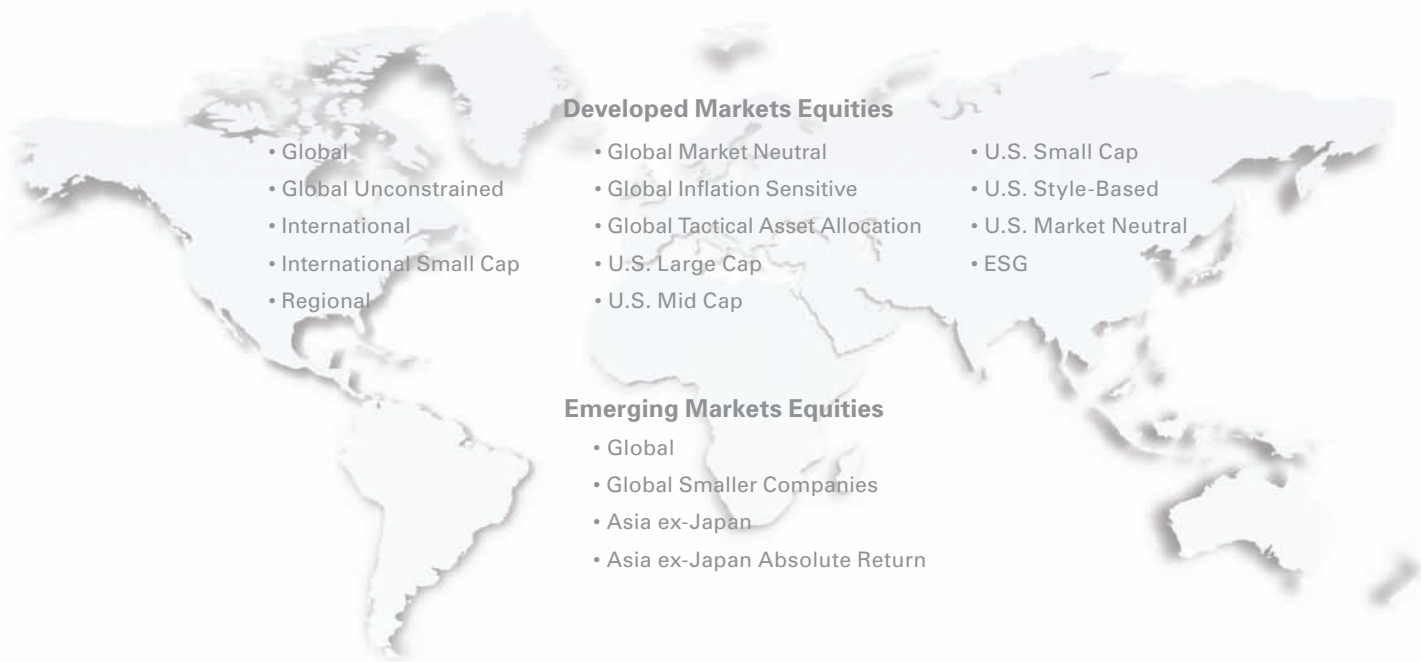 Developed Markets Equities
• Global
• Global Unconstrained
• International
• International Small Cap
• Regional
• Global Market Neutral
• Global Inflation Sensitive
• Global Tactical Asset Allocation
• U.S. Large Cap
• U.S. Mid Cap
• U.S. Small Cap
• U.S. Style-Based
• U.S. Market Neutral
• ESG
Emerging Markets Equities
• Global
• Global Smaller Companies
• Asia ex-Japan
• Asia ex-Japan Absolute Return